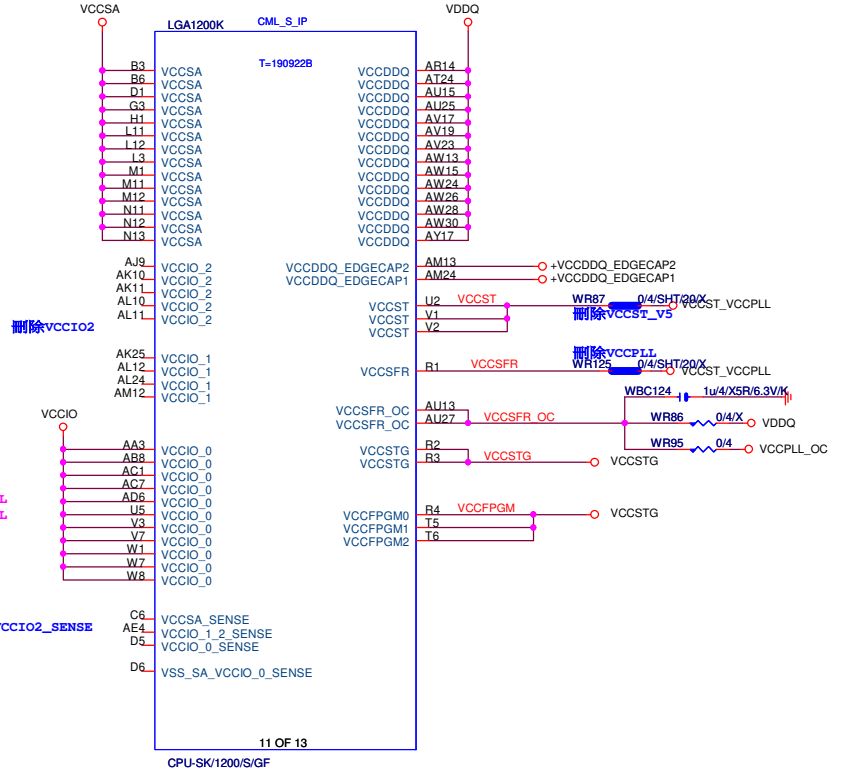 VCCSA
VDDQ
LGA1200K
CML_S_IP
T=190922B
B3 VCCSA VCCDDQ AR14
B6 VCCSA VCCDDQ AT24
D1 VCCSA VCCDDQ AU15
G3 VCCSA VCCDDQ AU25
H1 VCCSA VCCDDQ AV17
L11 VCCSA VCCDDQ AV19
L12 VCCSA VCCDDQ AV23
L3 VCCSA VCCDDQ AW13
M1 VCCSA VCCDDQ AW15
M11 VCCSA VCCDDQ AW24
M12 VCCSA VCCDDQ AW26
N11 VCCSA VCCDDQ AW28
N12 VCCSA VCCDDQ AW30
N13 VCCSA VCCDDQ AY17
AJ9 VCCIO_2 VCCDDQ_EDGECAP2 AM13 +VCCDDQ_EDGECAP2
AK10 VCCIO_2 VCCDDQ_EDGECAP1 AM24 +VCCDDQ_EDGECAP1
AK11 VCCIO_2
AL10 VCCIO_2 VCCST U2 VCCST WR87 0/4/SHT/20/X VCCST_VCCPLL
AL11 VCCIO_2 VCCST V1 刪除VCCST_V5
刪除VCCIO2
VCCST V2
刪除VCCPLL
AK25 VCCIO_1
AL12 VCCIO_1 VCCSFR R1 VCCSFR WR125 0/4/SHT/20/X VCCST_VCCPLL
AL24 VCCIO_1
AM12 VCCIO_1
WBC124 1u/4/X5R/6.3V/K
VCCIO
VCCSFR_OC AU13
VCCSFR_OC AU27 VCCSFR_OC WR86 0/4/X VDDQ
WR95 0/4 VCCPLL_OC
AA3 VCCIO_0 VCCSTG R2
AB8 VCCIO_0 VCCSTG R3 VCCSTG VCCSTG
AC1 VCCIO_0
AC7 VCCIO_0
AD6 VCCIO_0
L
U5 VCCIO_0 VCCFPGM0 R4 VCCFPGM VCCSTG
L
V3 VCCIO_0 VCCFPGM1 T5
V7 VCCIO_0 VCCFPGM2 T6
W1 VCCIO_0
W7 VCCIO_0
W8 VCCIO_0
C6 VCCSA_SENSE
CCIO2_SENSE
AE4 VCCIO_1_2_SENSE
D5 VCCIO_0_SENSE
D6 VSS_SA_VCCIO_0_SENSE
11 OF 13
CPU-SK/1200/S/GF